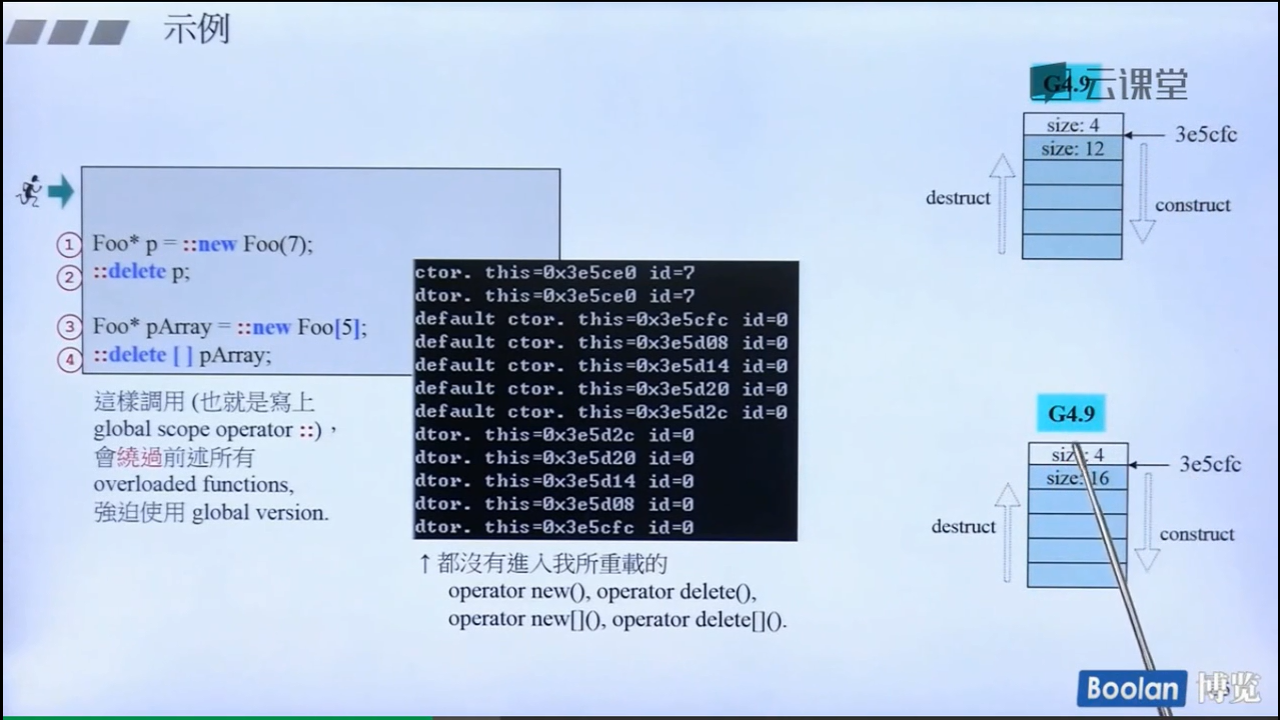 示例
G4.9
云课堂
size: 4
3e5cfc
size: 12
destruct
construct
① Foo* p = ::new Foo(7);
② ::delete p;
③ Foo* pArray = ::new Foo[5];
④ ::delete [ ] pArray;
這樣調用 (也就是寫上
global scope operator ::)，
會繞過前述所有
overloaded functions,
強迫使用 global version.
ctor. this=0x3e5ce0 id=7
dtor. this=0x3e5ce0 id=7
default ctor. this=0x3e5cfc id=0
default ctor. this=0x3e5d08 id=0
default ctor. this=0x3e5d14 id=0
default ctor. this=0x3e5d20 id=0
default ctor. this=0x3e5d2c id=0
dtor. this=0x3e5d2c id=0
dtor. this=0x3e5d20 id=0
dtor. this=0x3e5d14 id=0
dtor. this=0x3e5d08 id=0
dtor. this=0x3e5cfc id=0
↑都沒有進入我所重載的
operator new(), operator delete(),
operator new[](), operator delete[]().
G4.9
size: 4
3e5cfc
size: 16
destruct
construct
Boolan 博览